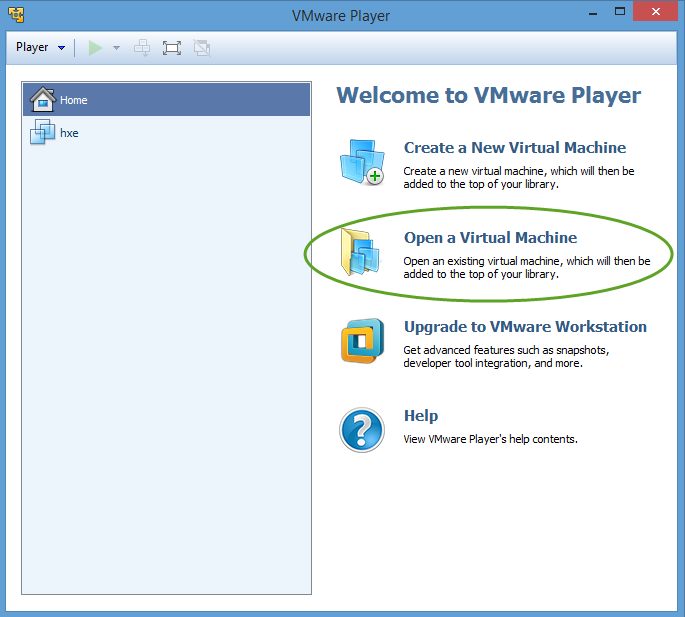 VMware Player
Player
Home
hxe
Welcome to VMware Player
Create a New Virtual Machine
Create a new virtual machine, which will then be
added to the top of your library.
Open a Virtual Machine
Open an existing virtual machine, which will then be
added to the top of your library.
Upgrade to VMware Workstation
Get advanced features such as snapshots,
developer tool integration, and more.
Help
View VMware Player's help contents.